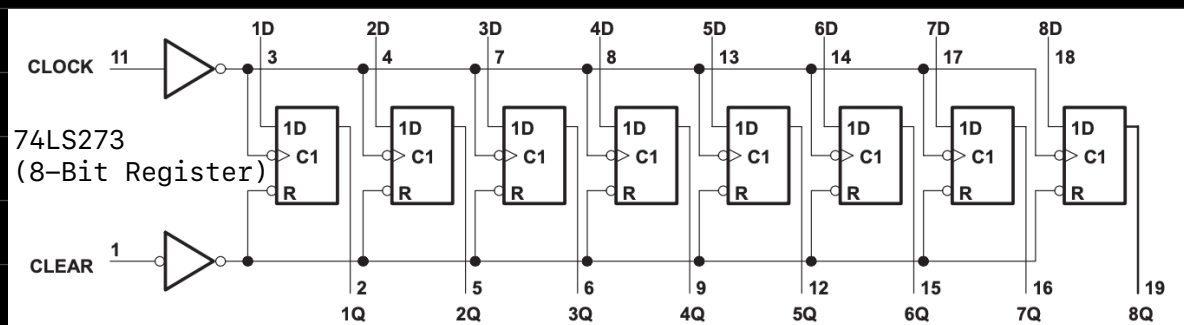 1D 2D 3D 4D 5D 6D 7D 8D
CLOCK 11 3 4 7 8 13 14 17 18
1D 1D 1D 1D 1D 1D 1D 1D
74LS273
C1 C1 C1 C1 C1 C1 C1 C1
(8–Bit Register)
R R R R R R R R
CLEAR 1
2 5 6 9 12 15 16 19
1Q 2Q 3Q 4Q 5Q 6Q 7Q 8Q